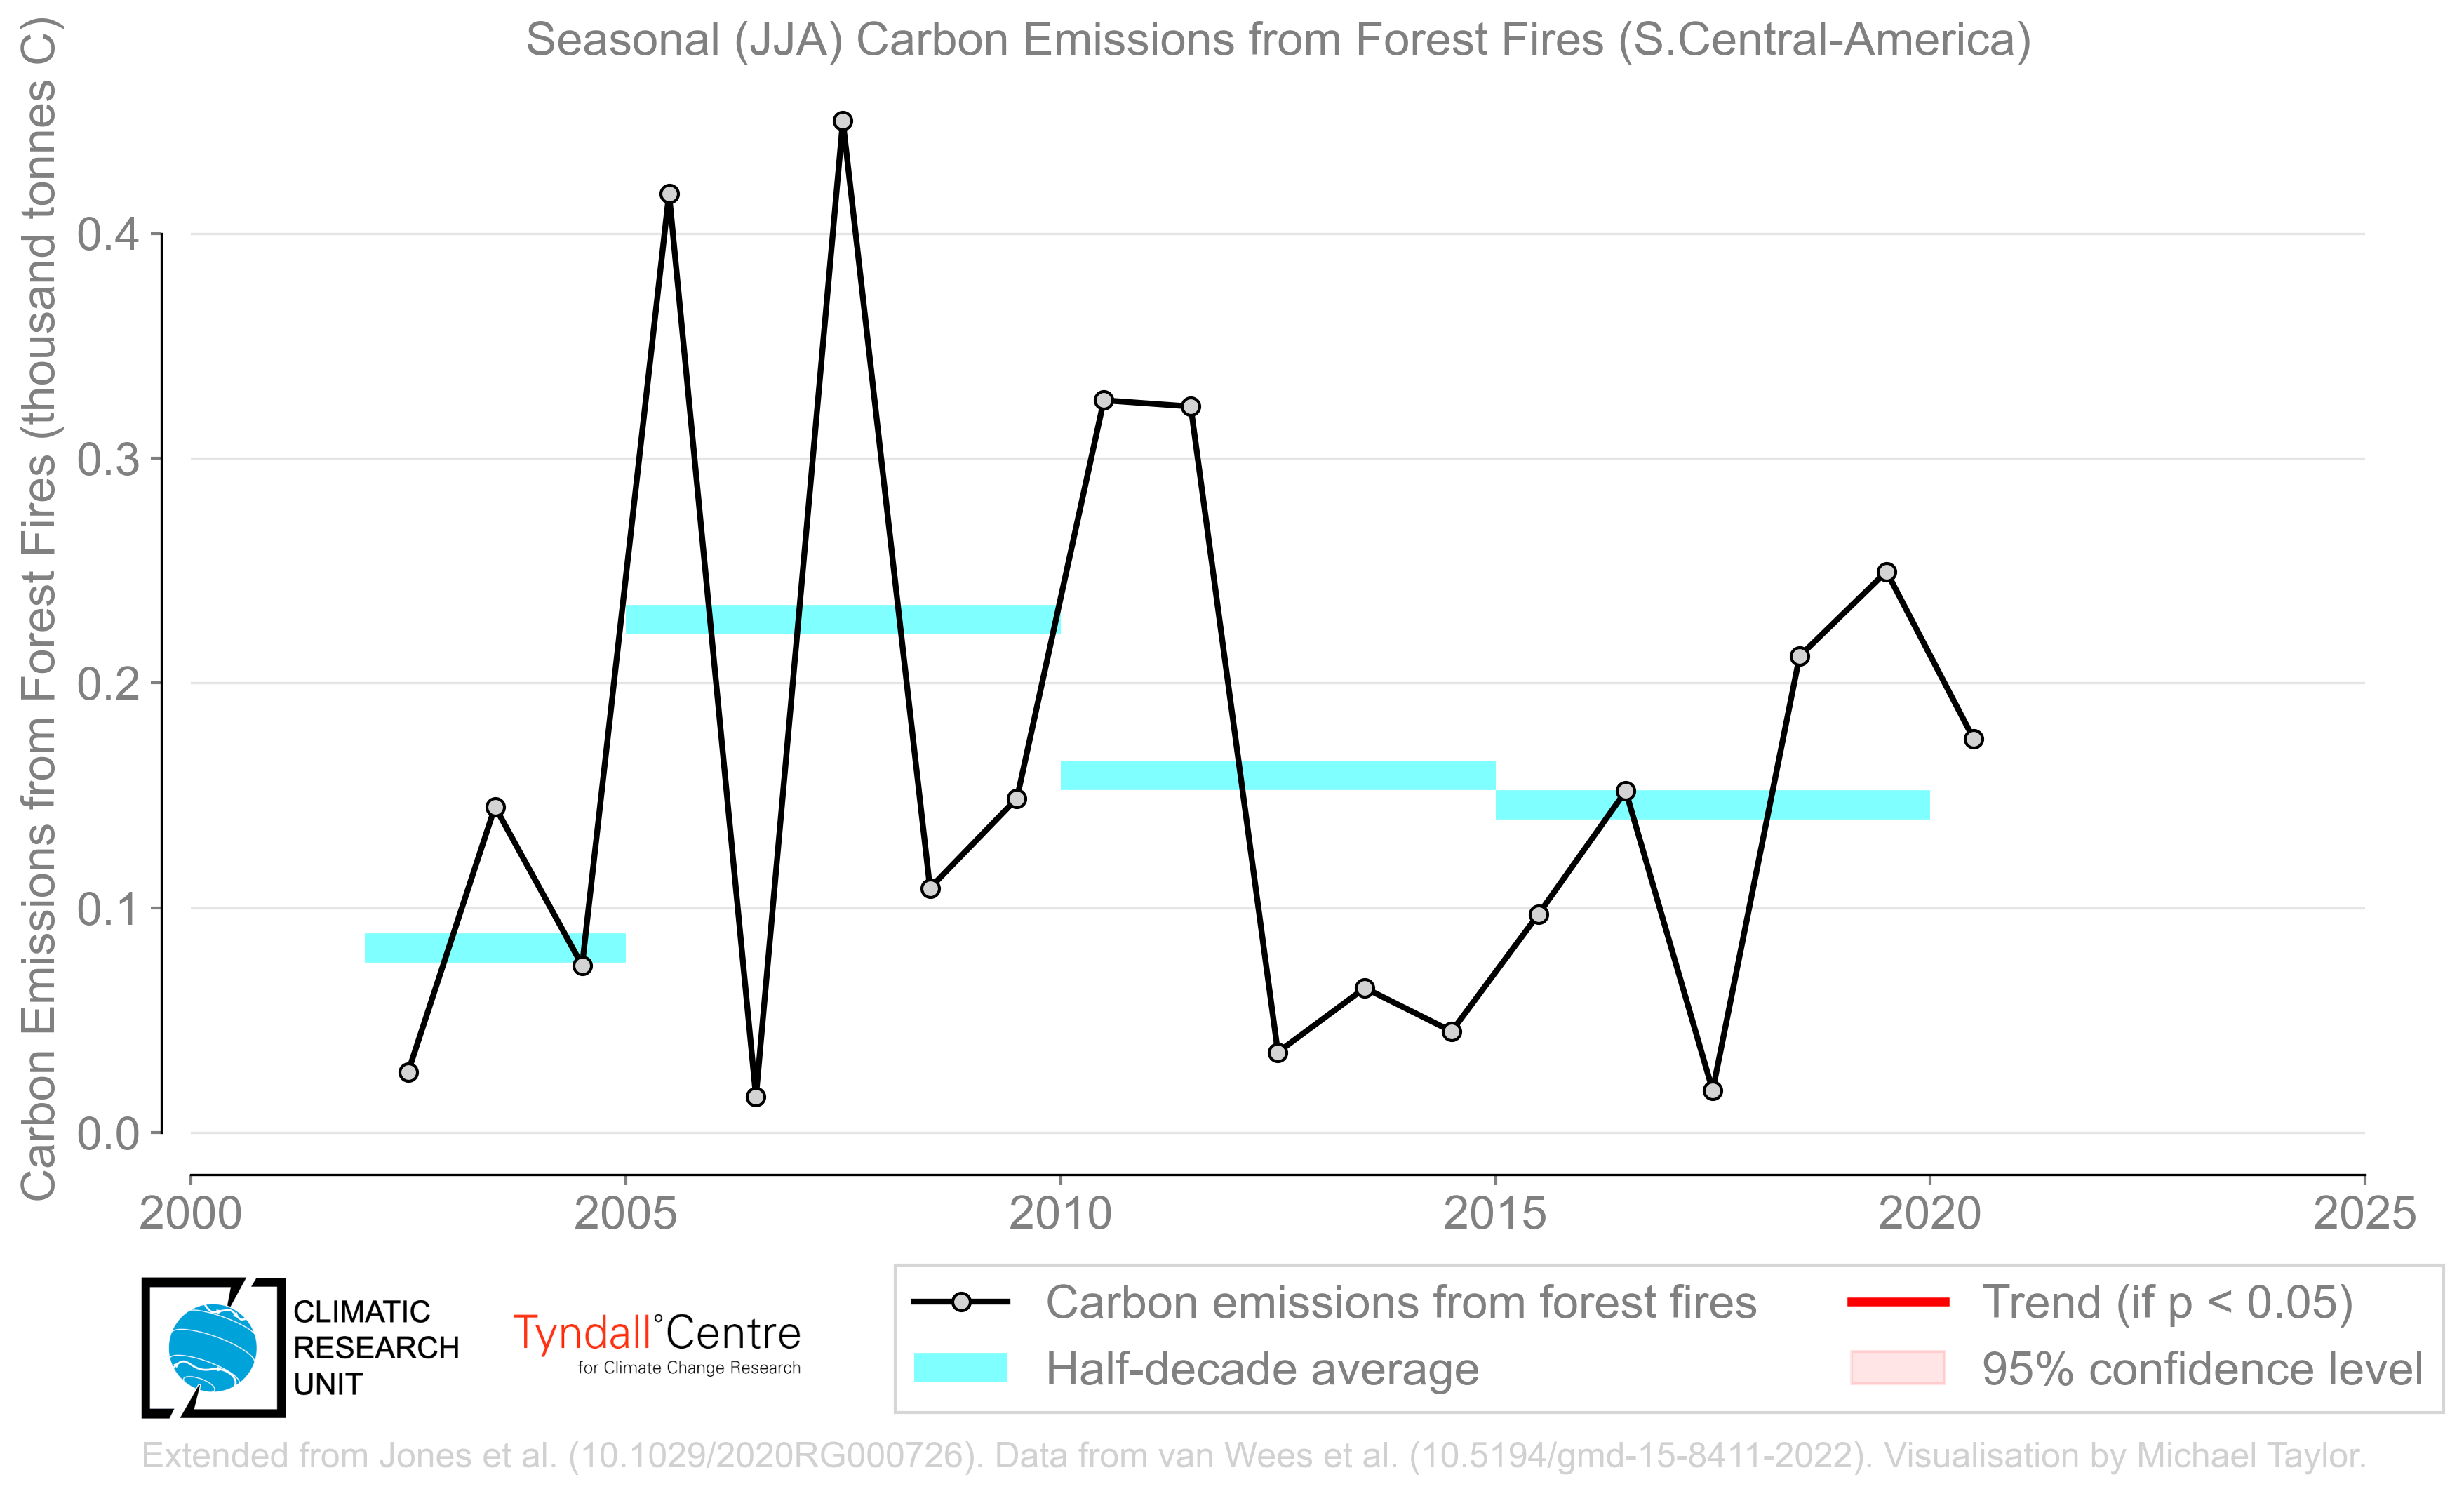 Seasonal (JJA) Carbon Emissions from Forest Fires (S.Central-America)
Carbon Emissions from Forest Fires (thousand tonnes C)
0.4
0.3
0.2
0.1
0.0
2000 2005 2010 2015 2020 2025
CLIMATIC
RESEARCH
UNIT
Tyndall°Centre
for Climate Change Research
Carbon emissions from forest fires
Half-decade average
Trend (if p < 0.05)
95% confidence level
Extended from Jones et al. (10.1029/2020RG000726). Data from van Wees et al. (10.5194/gmd-15-8411-2022). Visualisation by Michael Taylor.